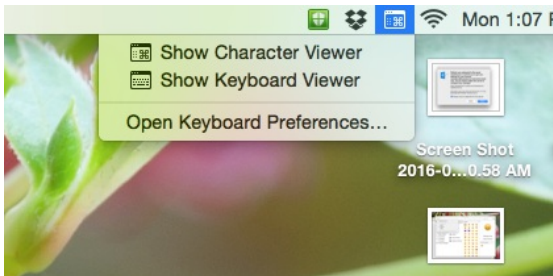 Mon 1:07
Show Character Viewer
Show Keyboard Viewer
Open Keyboard Preferences...
Screen Shot
2016-0...0.58 AM